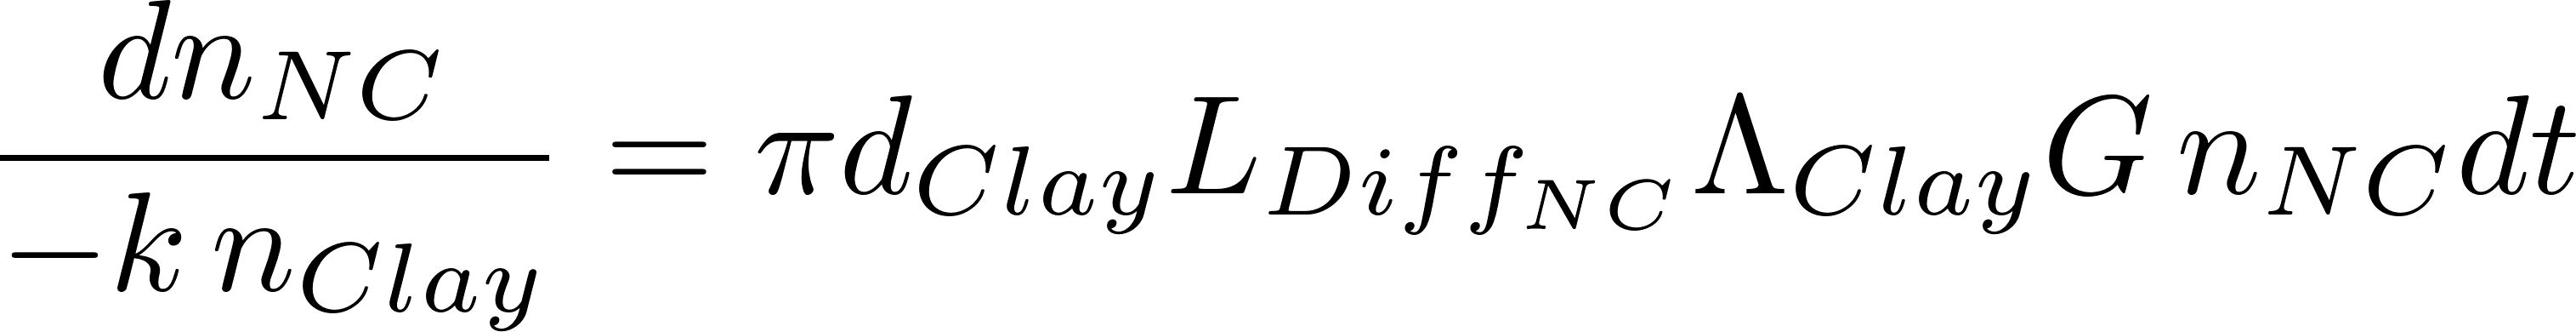 \frac{dn_{NC}}{-k\,n_{Clay}} = \pi d_{Clay} L_{Diff_{NC}} \Lambda_{Clay} G\,n_{NC} dt